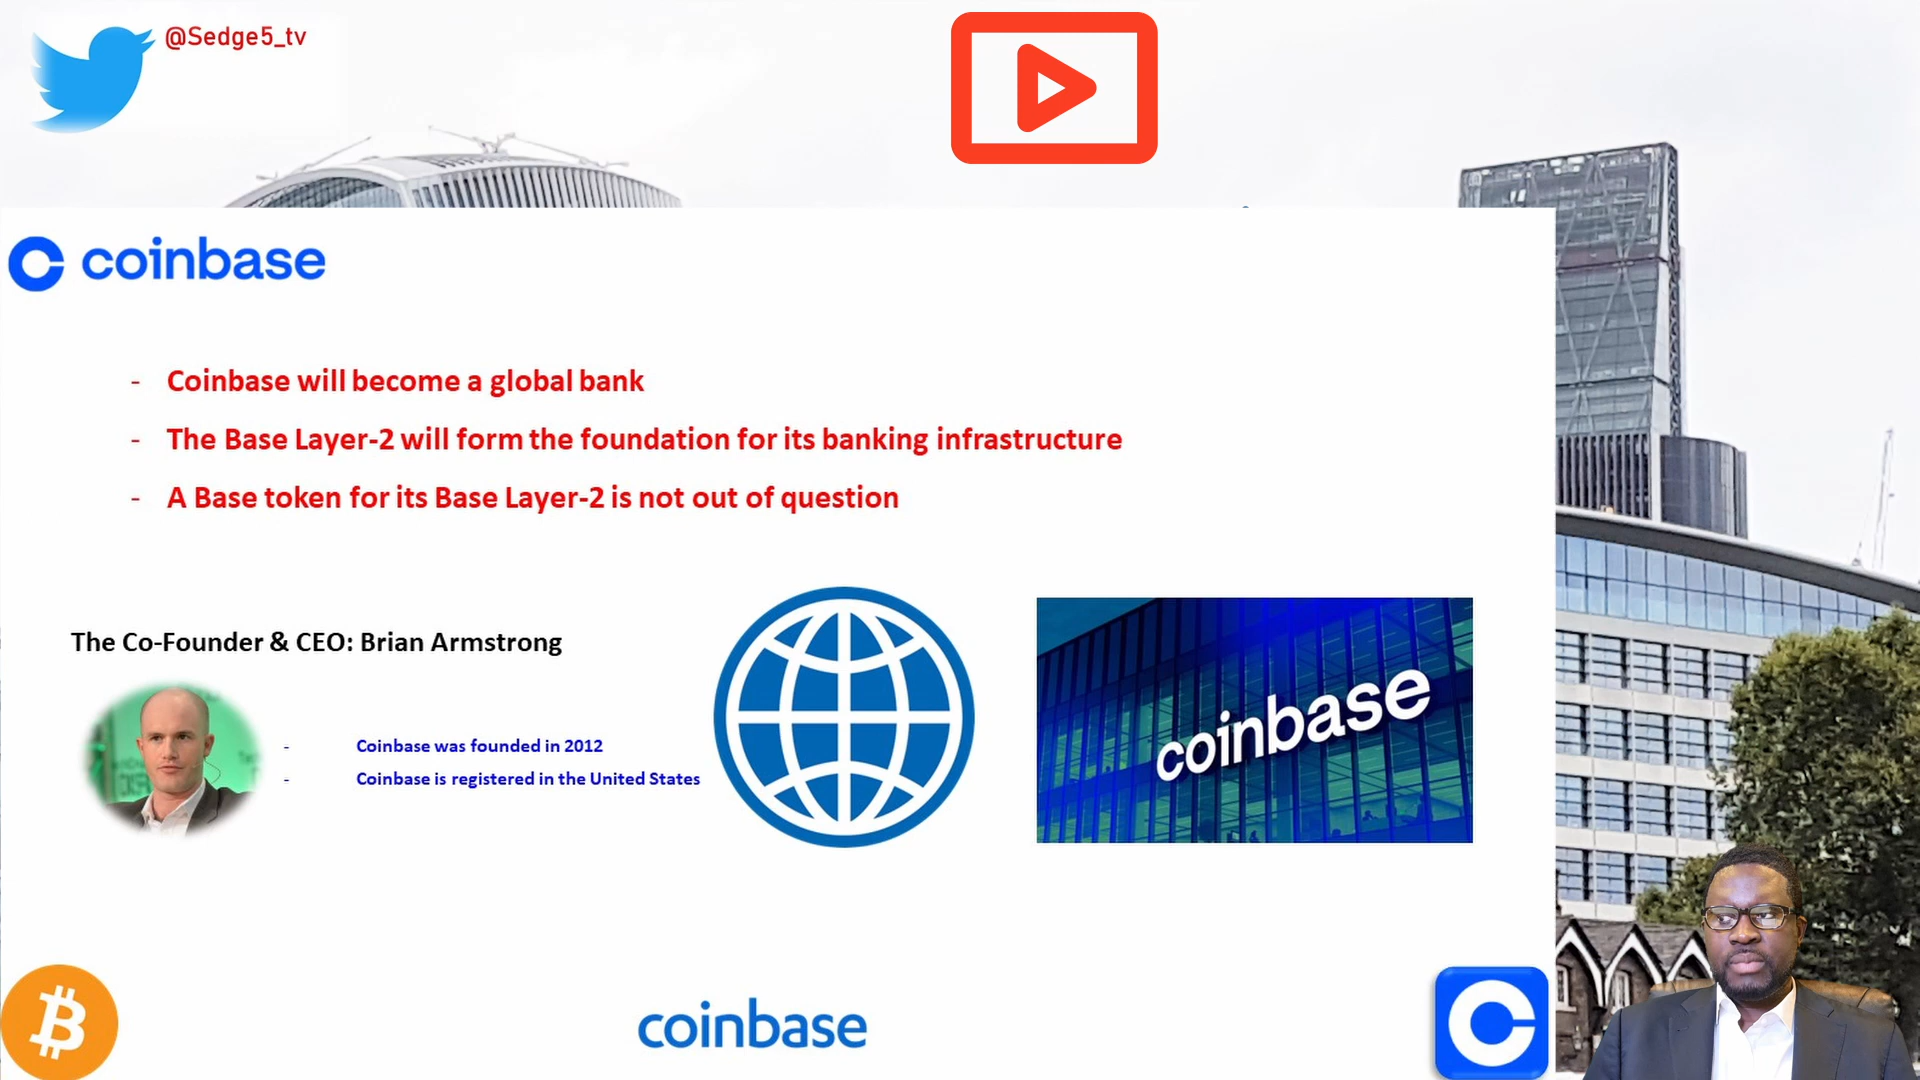 @Sedge5_tv
coinbase
- Coinbase will become a global bank
- The Base Layer-2 will form the foundation for its banking infrastructure
- A Base token for its Base Layer-2 is not out of question
The Co-Founder & CEO: Brian Armstrong
- Coinbase was founded in 2012
- Coinbase is registered in the United States
coinbase
coinbase